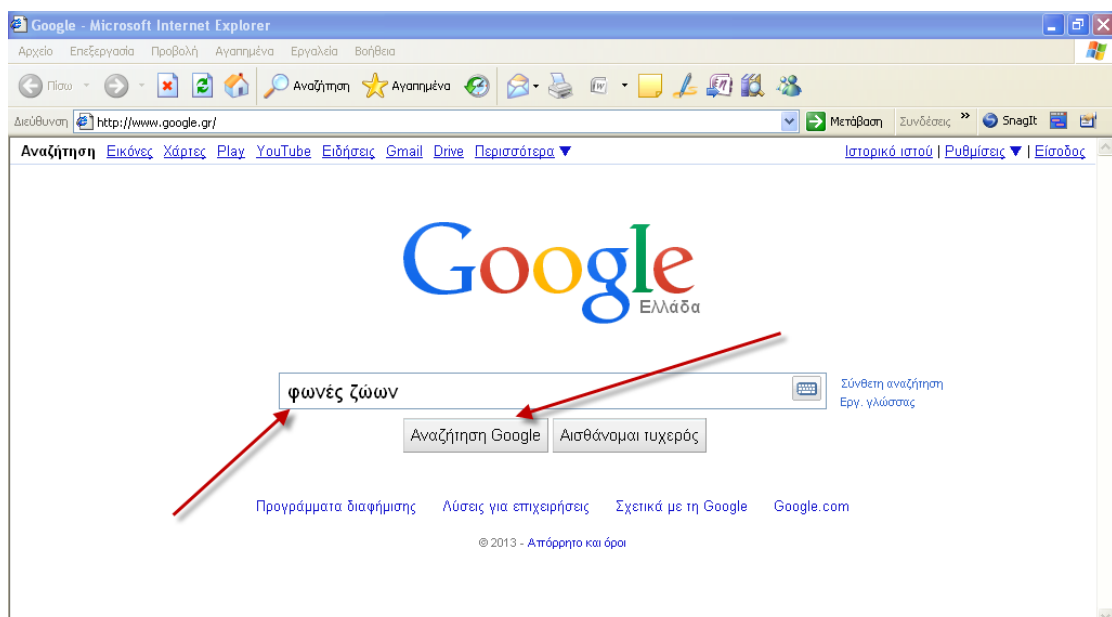 Google - Microsoft Internet Explorer
Αρχείο Επεξεργασία Προβολή Αγαπημένα Εργαλεία Βοήθεια
Πίσω Αναζήτηση Αγαπημένα
Διεύθυνση http://www.google.gr/ Μετάβαση Συνδέσεις » SnagIt
Αναζήτηση Εικόνες Χάρτες Play YouTube Ειδήσεις Gmail Drive Περισσότερα ▼ Ιστορικό ιστού | Ρυθμίσεις ▼ | Είσοδος
Google
Ελλάδα
φωνές ζώων
Σύνθετη αναζήτηση
Εργ. γλώσσας
Αναζήτηση Google Αισθάνομαι τυχερός
Προγράμματα διαφήμισης Λύσεις για επιχειρήσεις Σχετικά με τη Google Google.com
© 2013 - Απόρρητο και όροι